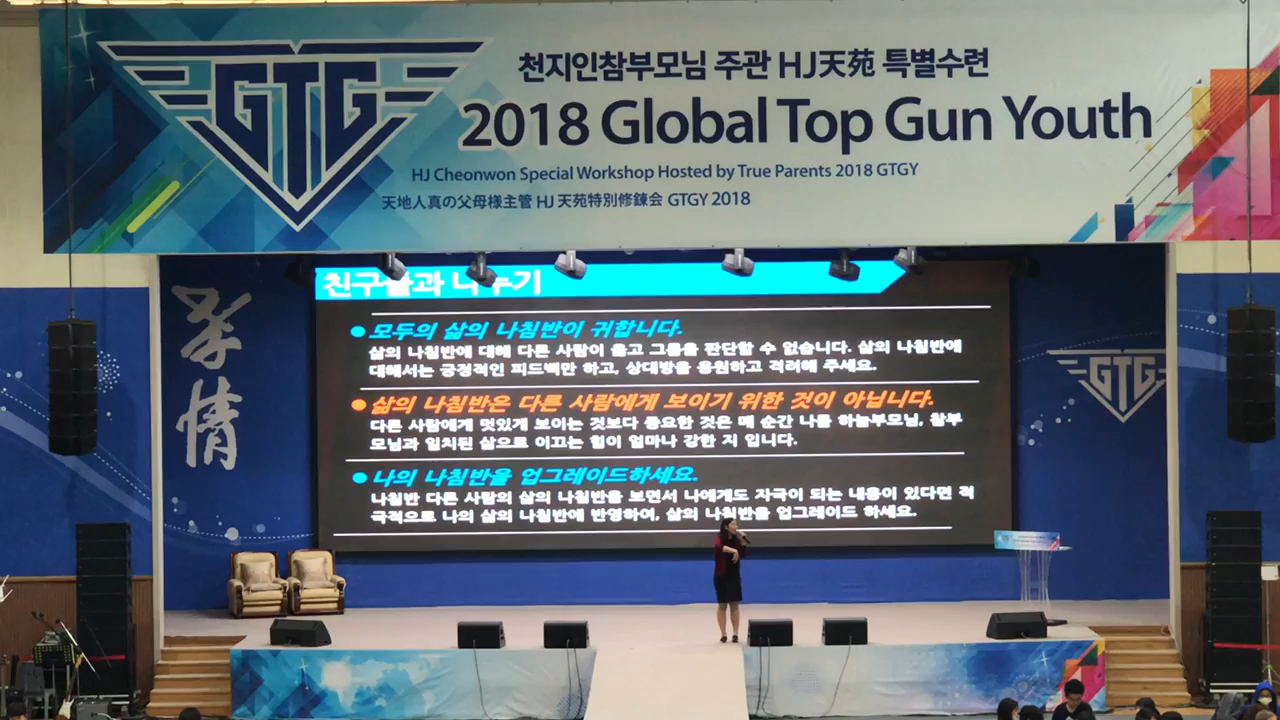 GTG
천지인참부모님 주관 HJ天苑 특별수련
2018 Global Top Gun Youth
HJ Cheonwon Special Workshop Hosted by True Parents 2018 GTGY
天地人真の父母様主管 HJ 天苑特別修錬会 GTGY 2018
친구들과 나누기
모두의 삶의 나침반이 귀합니다.
삶의 나침반에 대해 다른 사람이 옳고 그름을 판단할 수 없습니다. 삶의 나침반에
대해서는 긍정적인 피드백만 하고, 상대방을 응원하고 격려해 주세요.
삶의 나침반은 다른 사람에게 보이기 위한 것이 아닙니다.
다른 사람에게 멋있게 보이는 것보다 중요한 것은 매 순간 나를 하늘부모님, 참부
모님과 일치된 삶으로 이끄는 힘이 얼마나 강한 지 입니다.
나의 나침반을 업그레이드하세요.
나침반 다른 사람의 삶의 나침반을 보면서 나에게도 자극이 되는 내용이 있다면 적
극적으로 나의 삶의 나침반에 반영하여, 삶의 나침반을 업그레이드 하세요.
孝情
GTG